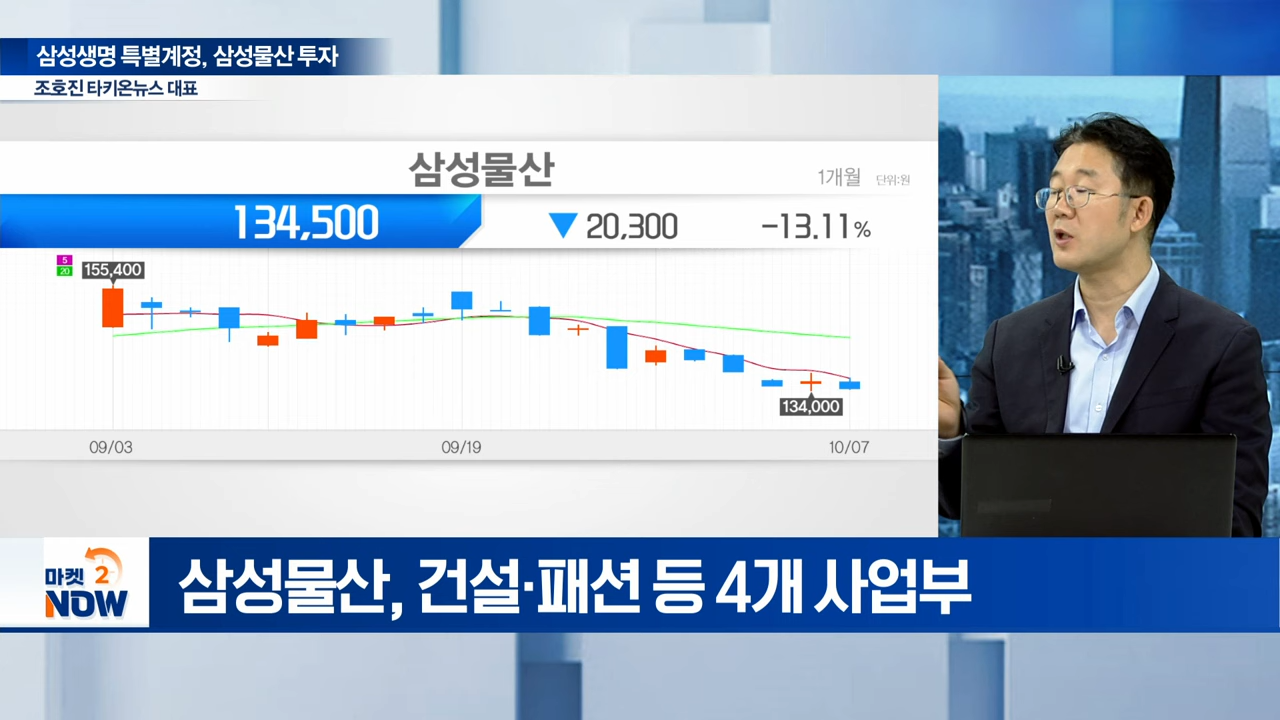 삼성생명 특별계정, 삼성물산 투자
조호진 타키온뉴스 대표
삼성물산
1개월 단위:원
134,500 ▼ 20,300 -13.11%
5
20
155,400
134,000
09/03 09/19 10/07
마켓 2
NOW
삼성물산, 건설·패션 등 4개 사업부